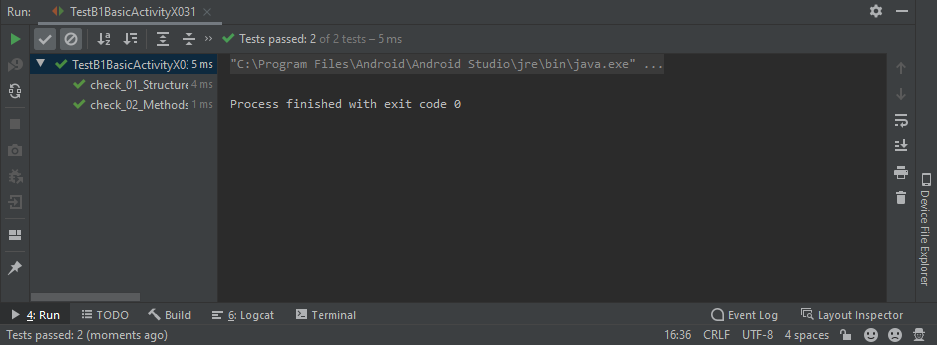 Run: TestB1BasicActivityX031
Tests passed: 2 of 2 tests – 5 ms
TestB1BasicActivityX03 5 ms
check_01_Structure 4 ms
check_02_Methods 1 ms
"C:\Program Files\Android\Android Studio\jre\bin\java.exe" ...
Process finished with exit code 0
Device File Explorer
4: Run TODO Build 6: Logcat Terminal Event Log Layout Inspector
Tests passed: 2 (moments ago) 16:36 CRLF UTF-8 4 spaces